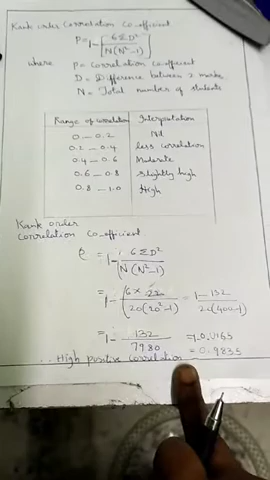 Rank order Correlation Co-efficient
P = 1 - [6ΣD² / N(N²-1)]
where P = Correlation co-efficient
D = Difference between 2 marks
N = Total number of students
Range of correlation Interpretation
0 - 0.2 Nil
0.2 - 0.4 less correlation
0.4 - 0.6 Moderate
0.6 - 0.8 slightly high
0.8 - 1.0 High
Rank order
Correlation Co-efficient
= 1 - 6ΣD² / (N(N²-1)
= 1 - (6 × 22 / (20(20²-1) = 1 - 132 / 20(400-1)
= 1 - 132 / 7980 = 1-0.0165
∴ High positive correlation = 0.9835